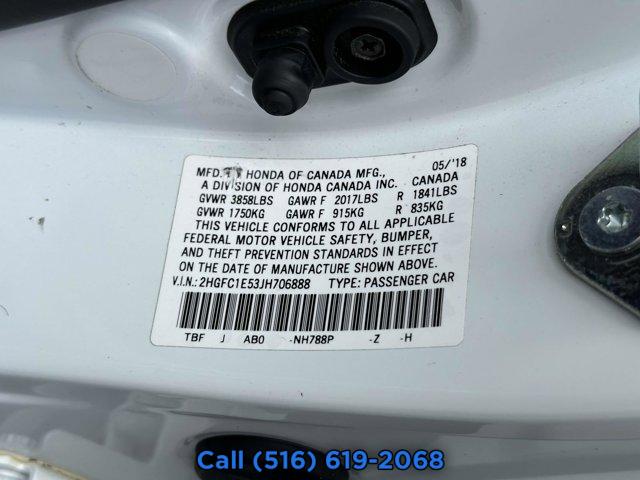 MFD. BY HONDA OF CANADA MFG., 05/'18
A DIVISION OF HONDA CANADA INC. CANADA
GVWR 3858LBS GAWR F 2017LBS R 1841LBS
GVWR 1750KG GAWR F 915KG R 835KG
THIS VEHICLE CONFORMS TO ALL APPLICABLE
FEDERAL MOTOR VEHICLE SAFETY, BUMPER,
AND THEFT PREVENTION STANDARDS IN EFFECT
ON THE DATE OF MANUFACTURE SHOWN ABOVE.
V.I.N.: 2HGFC1E53JH706888 TYPE: PASSENGER CAR
TBF J AB0 -NH788P -Z -H
Call (516) 619-2068